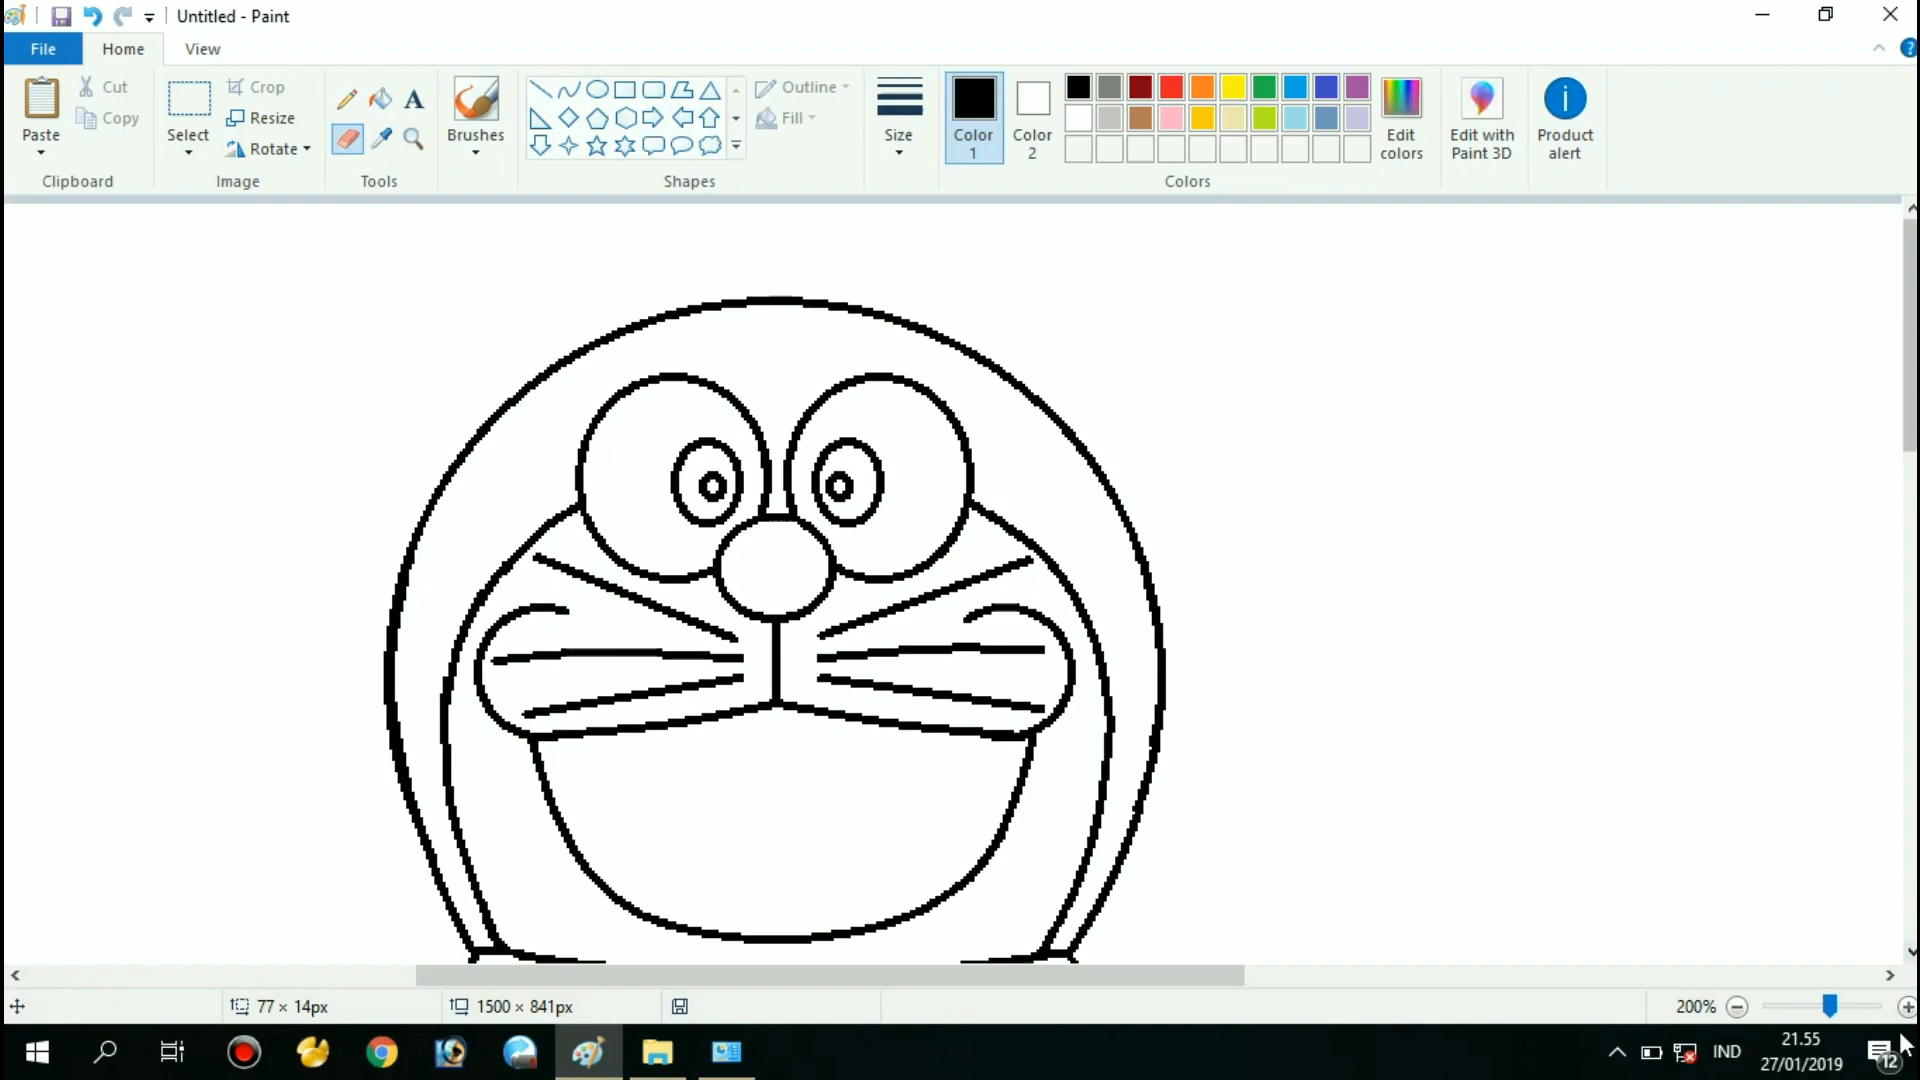 Untitled - Paint
File Home View
Paste
Cut
Copy
Clipboard
Select
Crop
Resize
Rotate
Image
A
Tools
Brushes
Shapes
Outline
Fill
Size
Color 1
Color 2
Colors
Edit colors
Edit with Paint 3D
Product alert
77 × 14px
1500 × 841px
200%
IND
21.55
27/01/2019
12